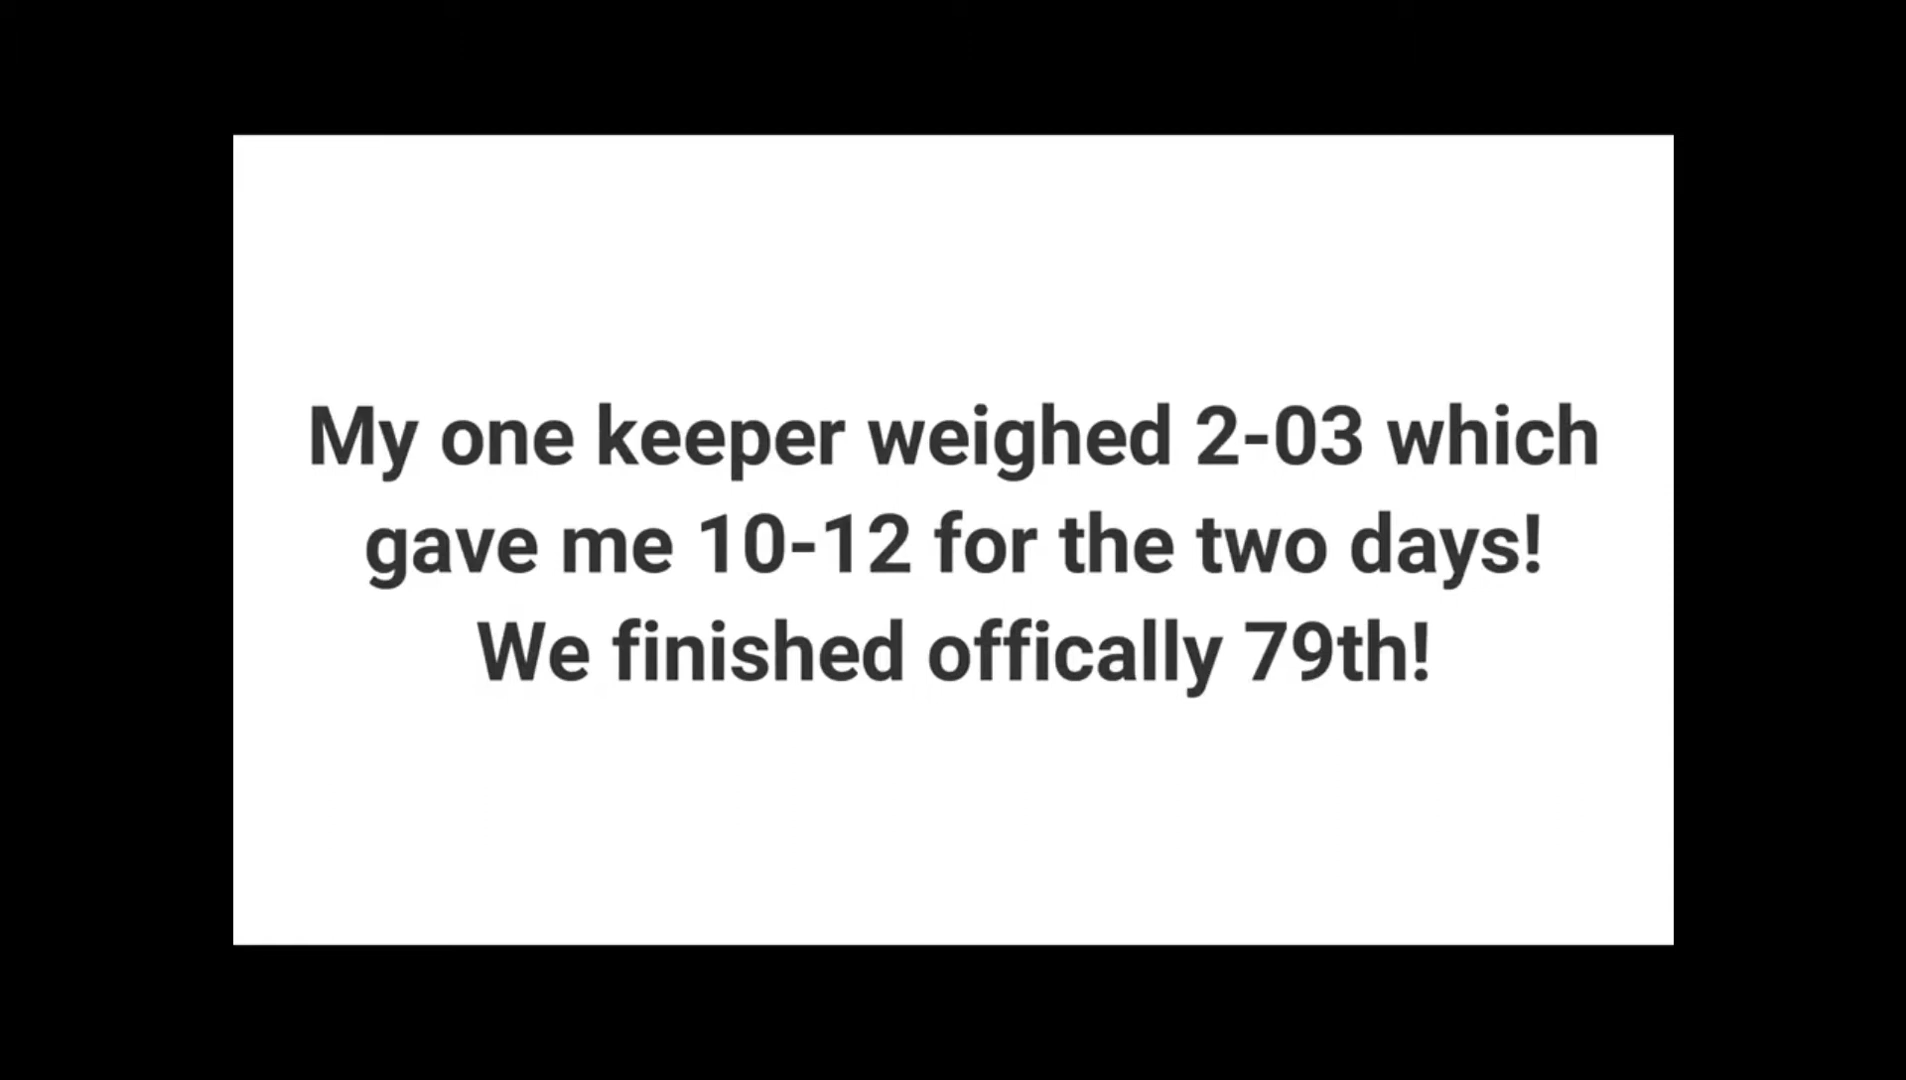 My one keeper weighed 2-03 which
gave me 10-12 for the two days!
We finished offically 79th!